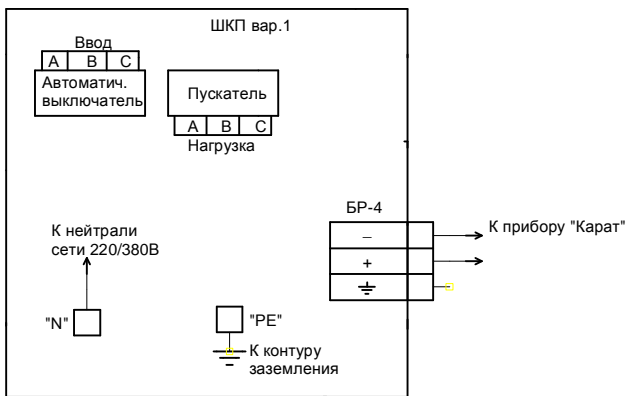 ШКП вар.1
Ввод
A B C
Автоматич.
выключатель
Пускатель
A B C
Нагрузка
БР-4
–
+
К прибору "Карат"
К нейтрали
сети 220/380В
"N"
"PE"
К контуру
заземления